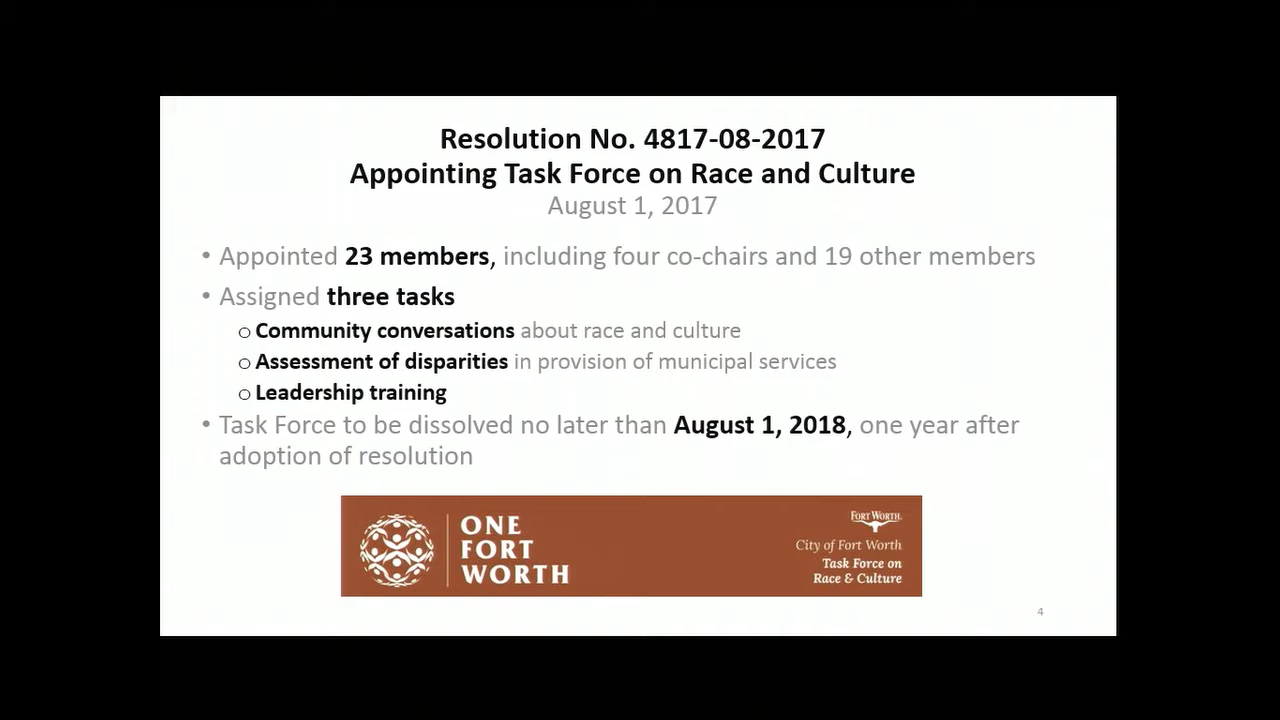 Resolution No. 4817-08-2017
Appointing Task Force on Race and Culture
August 1, 2017
• Appointed 23 members, including four co-chairs and 19 other members
• Assigned three tasks
o Community conversations about race and culture
o Assessment of disparities in provision of municipal services
o Leadership training
• Task Force to be dissolved no later than August 1, 2018, one year after
adoption of resolution
ONE
FORT
WORTH
FORT WORTH
City of Fort Worth
Task Force on
Race & Culture
4